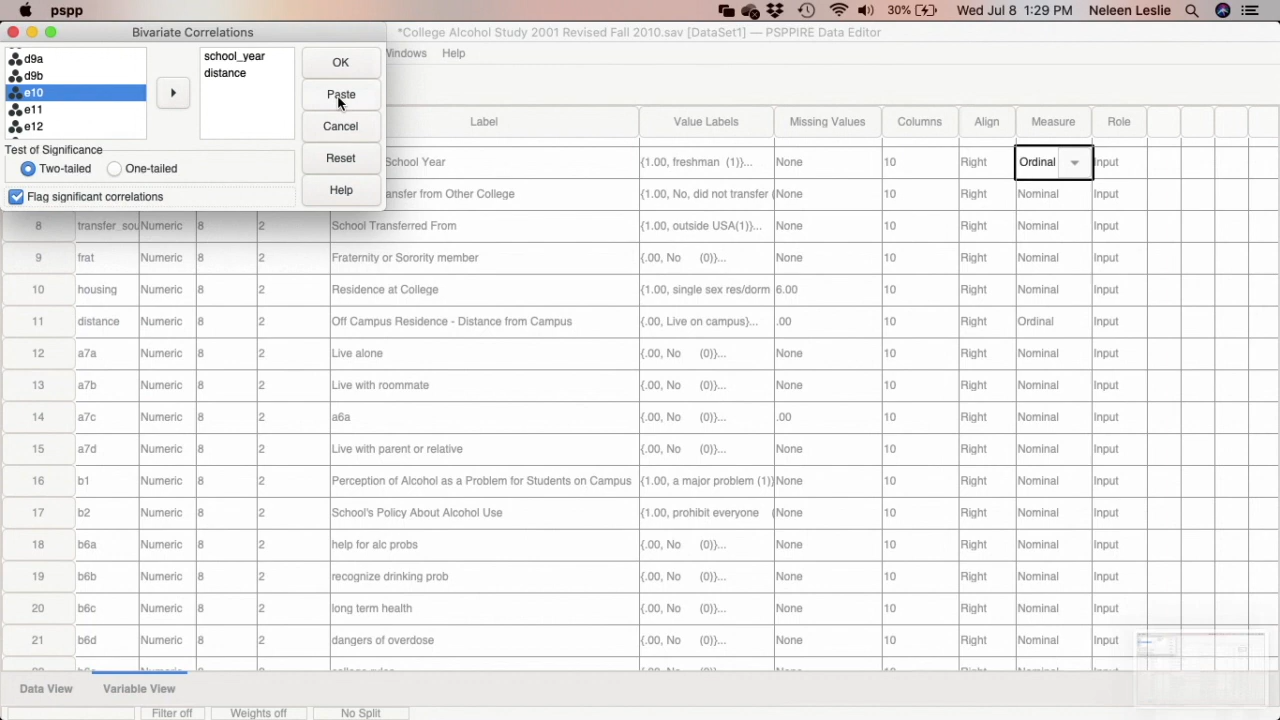 pspp 30% Wed Jul 8 1:29 PM Neleen Leslie
Bivariate Correlations
*College Alcohol Study 2001 Revised Fall 2010.sav [DataSet1] — PSPPIRE Data Editor
Windows Help
d9a
d9b
e10
e11
e12
school_year
distance
OK
Paste
Cancel
Reset
Help
Test of Significance
Two-tailed One-tailed
Flag significant correlations
Label Value Labels Missing Values Columns Align Measure Role
School Year {1.00, freshman (1)}... None 10 Right Ordinal Input
ansfer from Other College {1.00, No, did not transfer ( None 10 Right Nominal Input
8 transfer_sou Numeric 8 2 School Transferred From {1.00, outside USA(1)}... None 10 Right Nominal Input
9 frat Numeric 8 2 Fraternity or Sorority member {.00, No (0)}... None 10 Right Nominal Input
10 housing Numeric 8 2 Residence at College {1.00, single sex res/dorm 6.00 10 Right Nominal Input
11 distance Numeric 8 2 Off Campus Residence - Distance from Campus {.00, Live on campus}... .00 10 Right Ordinal Input
12 a7a Numeric 8 2 Live alone {.00, No (0)}... None 10 Right Nominal Input
13 a7b Numeric 8 2 Live with roommate {.00, No (0)}... None 10 Right Nominal Input
14 a7c Numeric 8 2 a6a {.00, No (0)}... .00 10 Right Nominal Input
15 a7d Numeric 8 2 Live with parent or relative {.00, No (0)}... None 10 Right Nominal Input
16 b1 Numeric 8 2 Perception of Alcohol as a Problem for Students on Campus {1.00, a major problem (1)} None 10 Right Nominal Input
17 b2 Numeric 8 2 School's Policy About Alcohol Use {1.00, prohibit everyone ( None 10 Right Nominal Input
18 b6a Numeric 8 2 help for alc probs {.00, No (0)}... None 10 Right Nominal Input
19 b6b Numeric 8 2 recognize drinking prob {.00, No (0)}... None 10 Right Nominal Input
20 b6c Numeric 8 2 long term health {.00, No (0)}... None 10 Right Nominal Input
21 b6d Numeric 8 2 dangers of overdose {.00, No (0)}... None 10 Right Nominal Input
Data View Variable View
Filter off Weights off No Split